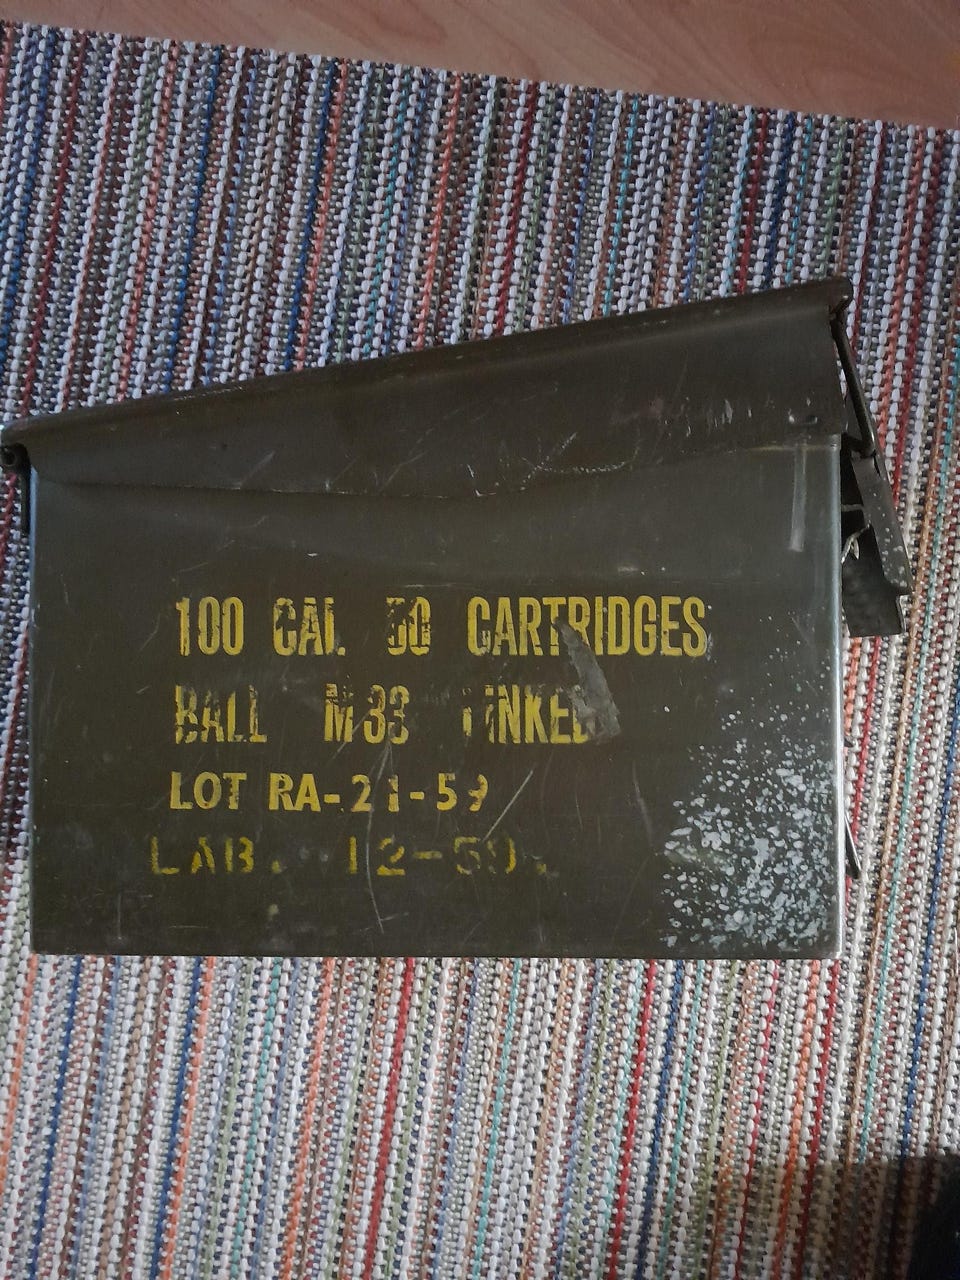 100 CAL .50 CARTRIDGES
BALL M33 LINKED
LOT RA-21-59
LAB. 12-59.